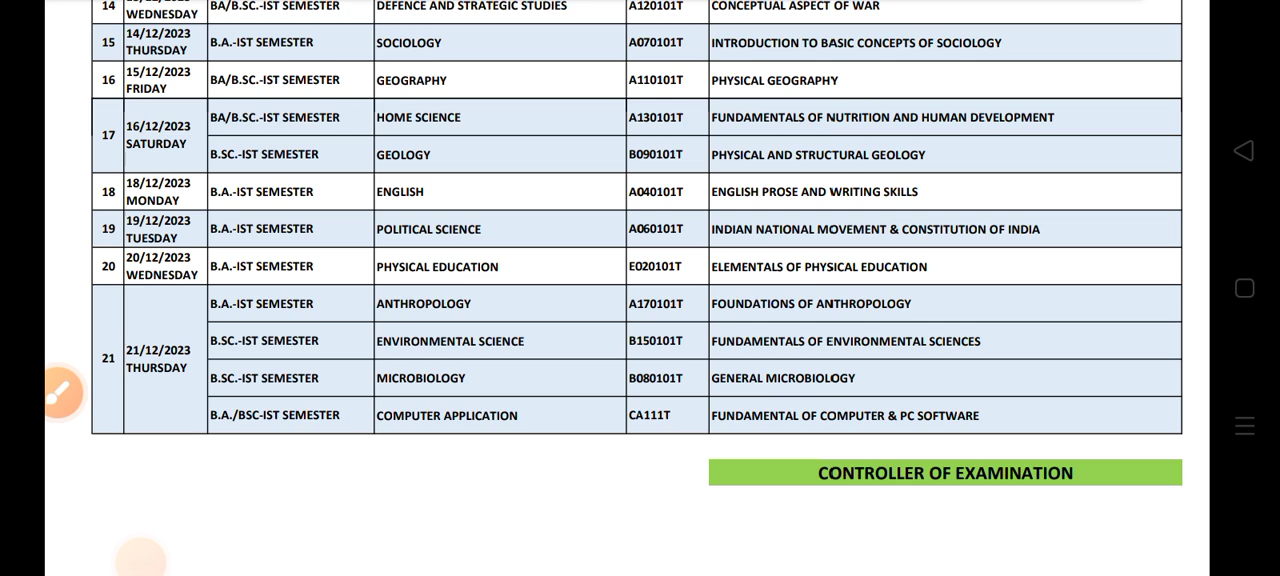 14 WEDNESDAY BA/B.SC.-IST SEMESTER DEFENCE AND STRATEGIC STUDIES A120101T CONCEPTUAL ASPECT OF WAR
15 14/12/2023 THURSDAY B.A.-IST SEMESTER SOCIOLOGY A070101T INTRODUCTION TO BASIC CONCEPTS OF SOCIOLOGY
16 15/12/2023 FRIDAY BA/B.SC.-IST SEMESTER GEOGRAPHY A110101T PHYSICAL GEOGRAPHY
17 16/12/2023 SATURDAY BA/B.SC.-IST SEMESTER HOME SCIENCE A130101T FUNDAMENTALS OF NUTRITION AND HUMAN DEVELOPMENT
B.SC.-IST SEMESTER GEOLOGY B090101T PHYSICAL AND STRUCTURAL GEOLOGY
18 18/12/2023 MONDAY B.A.-IST SEMESTER ENGLISH A040101T ENGLISH PROSE AND WRITING SKILLS
19 19/12/2023 TUESDAY B.A.-IST SEMESTER POLITICAL SCIENCE A060101T INDIAN NATIONAL MOVEMENT & CONSTITUTION OF INDIA
20 20/12/2023 WEDNESDAY B.A.-IST SEMESTER PHYSICAL EDUCATION E020101T ELEMENTALS OF PHYSICAL EDUCATION
21 21/12/2023 THURSDAY B.A.-IST SEMESTER ANTHROPOLOGY A170101T FOUNDATIONS OF ANTHROPOLOGY
B.SC.-IST SEMESTER ENVIRONMENTAL SCIENCE B150101T FUNDAMENTALS OF ENVIRONMENTAL SCIENCES
B.SC.-IST SEMESTER MICROBIOLOGY B080101T GENERAL MICROBIOLOGY
B.A./BSC-IST SEMESTER COMPUTER APPLICATION CA111T FUNDAMENTAL OF COMPUTER & PC SOFTWARE
CONTROLLER OF EXAMINATION